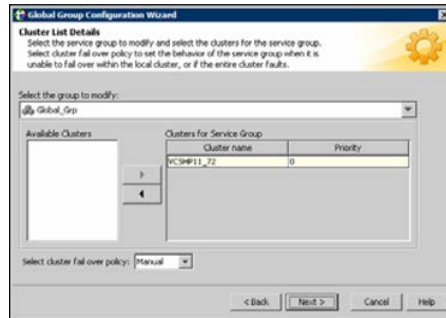 Global Group Configuration Wizard
Cluster List Details
Select the service group to modify and select the clusters for the service group.
Select cluster fail over policy to set the behavior of the service group when it is
unable to fail over within the local cluster, or if the entire cluster faults.
Select the group to modify:
Global_Grp
Available Clusters
Clusters for Service Group
Cluster name Priority
VCSMP11_72 0
Select cluster fail over policy: Manual
< Back Next > Cancel Help